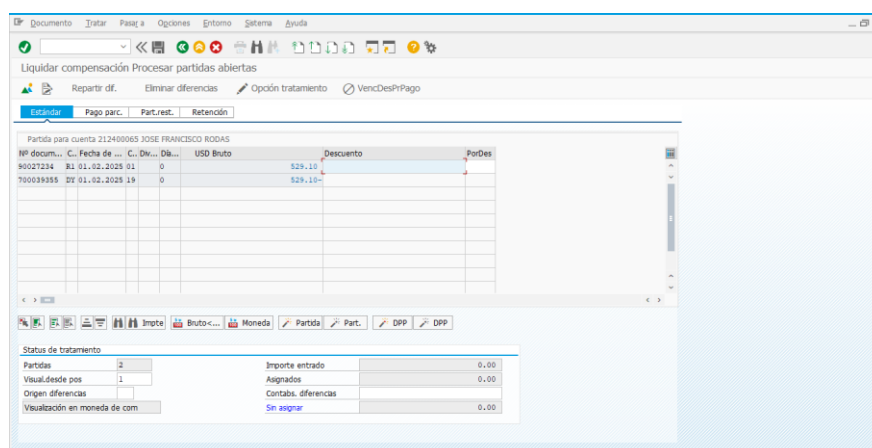 Documento Tratar Pasar a Opciones Entorno Sistema Ayuda
Liquidar compensación Procesar partidas abiertas
Repartir dif. Eliminar diferencias Opción tratamiento VencDesPrPago
Estándar Pago parc. Part.rest. Retención
Partida para cuenta 212400065 JOSE FRANCISCO RODAS
Nº docum... C.. Fecha de ... C.. Div... Día... USD Bruto Descuento PorDes
90027234 R1 01.02.2025 01 0 529.10
700039355 DY 01.02.2025 19 0 529.10-
Impte Bruto<... Moneda Partida Part. DPP DPP
Status de tratamiento
Partidas 2 Importe entrado 0.00
Visual.desde pos 1 Asignados 0.00
Origen diferencias Contabs. diferencias
Visualización en moneda de com Sin asignar 0.00